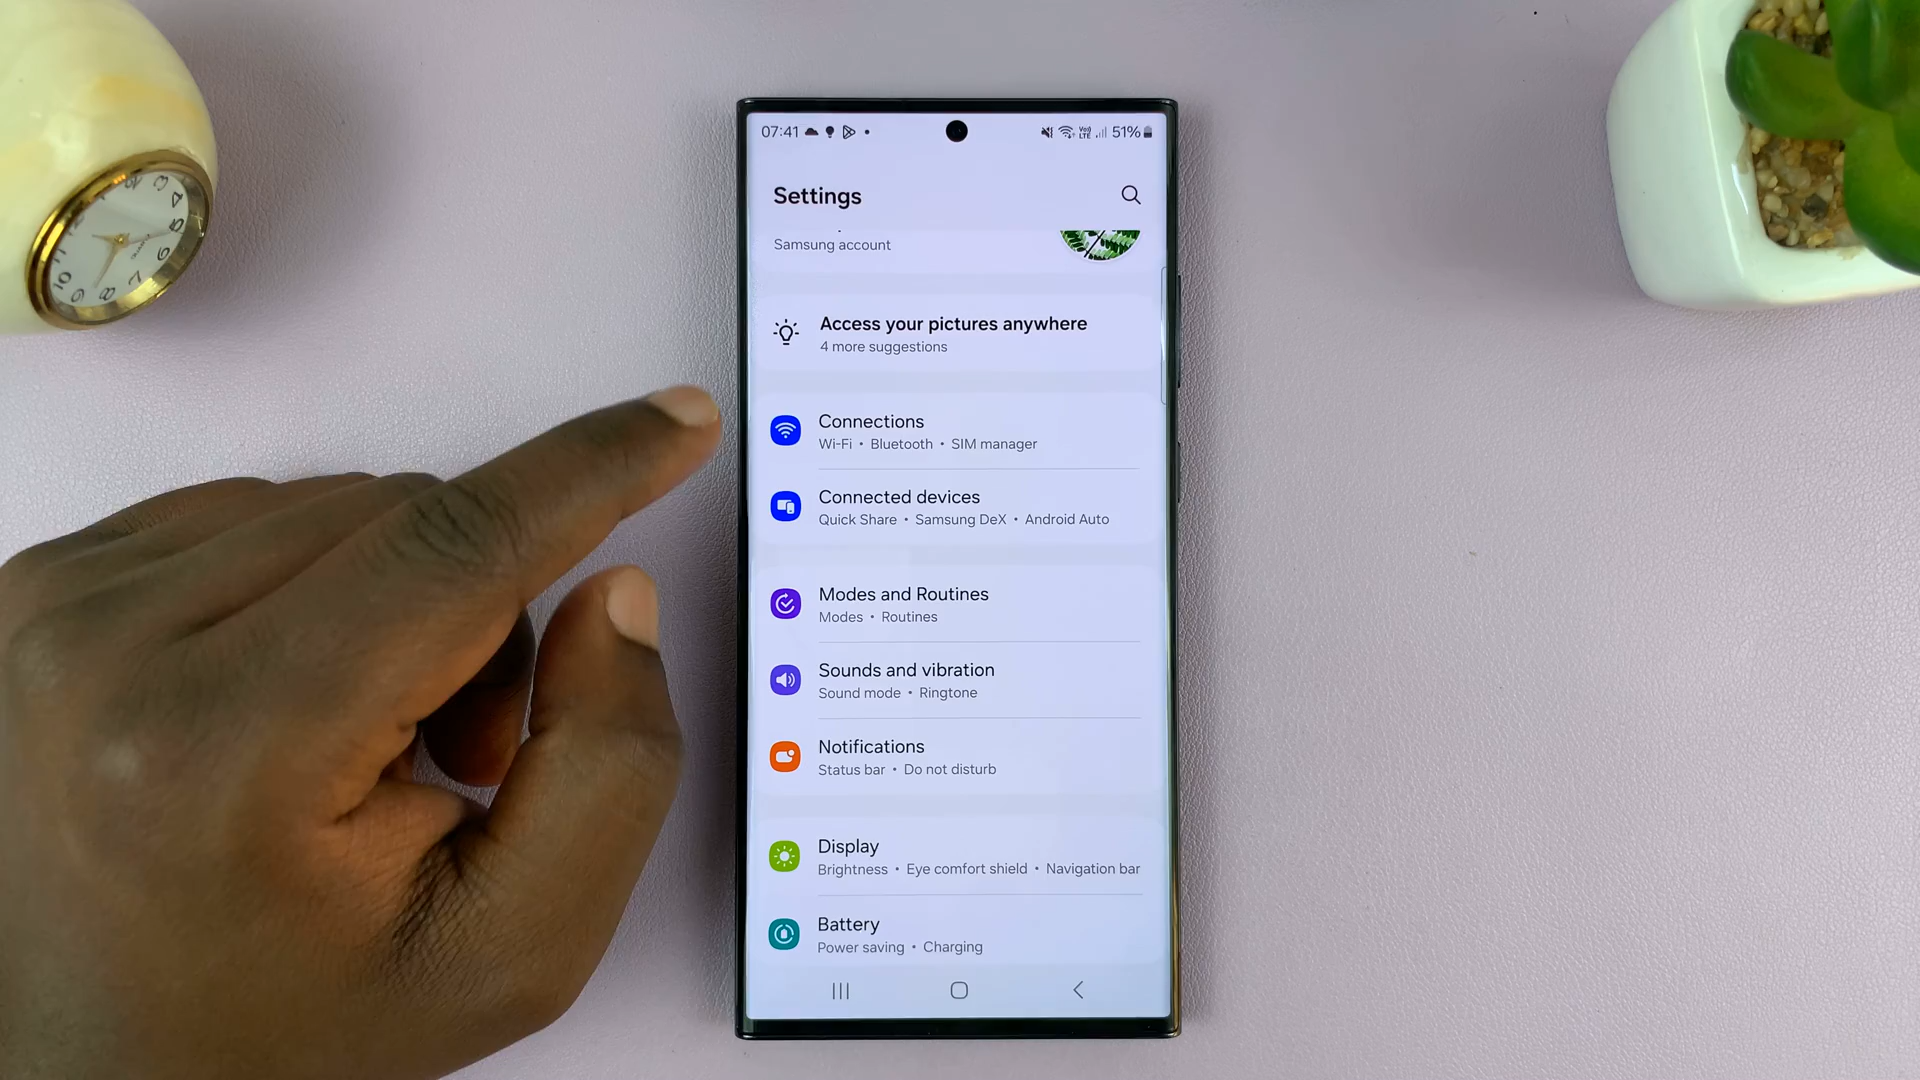 07:41 51%
Settings
Samsung account
Access your pictures anywhere
4 more suggestions
Connections
Wi-Fi • Bluetooth • SIM manager
Connected devices
Quick Share • Samsung DeX • Android Auto
Modes and Routines
Modes • Routines
Sounds and vibration
Sound mode • Ringtone
Notifications
Status bar • Do not disturb
Display
Brightness • Eye comfort shield • Navigation bar
Battery
Power saving • Charging